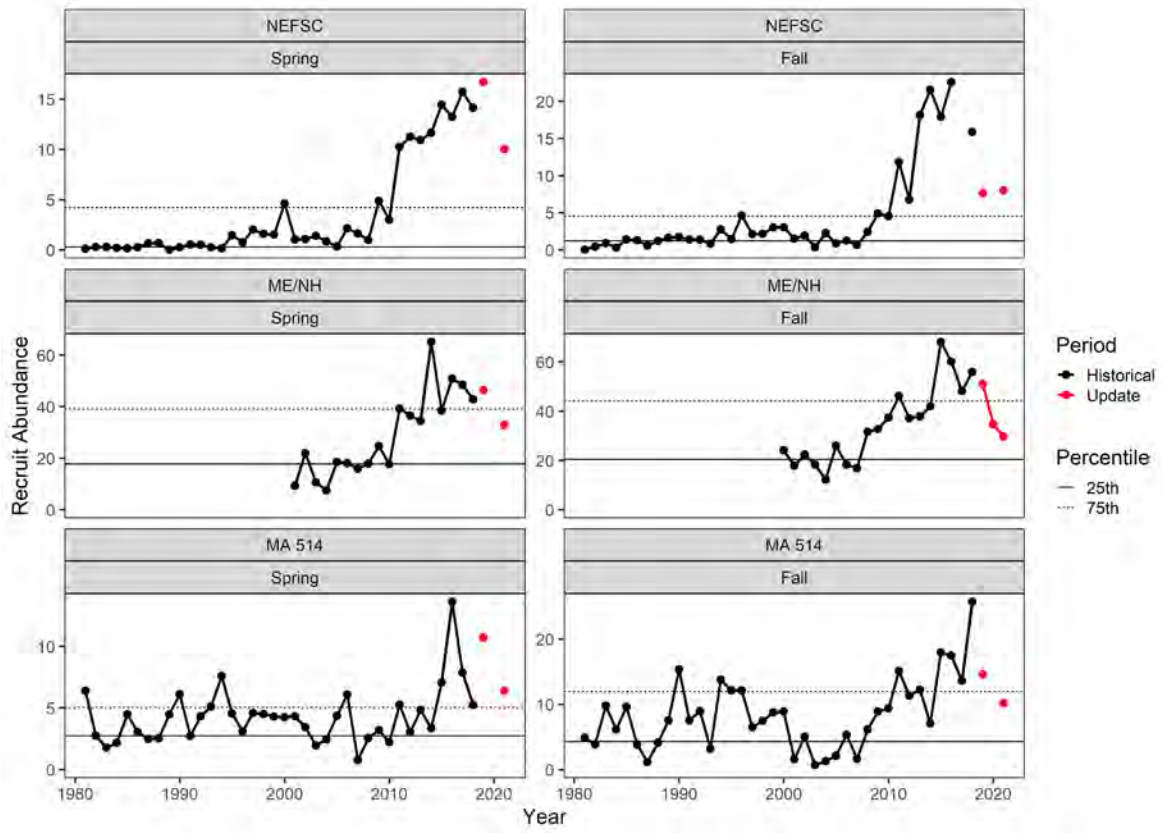 NEFSC
Spring
15
10
5
0
NEFSC
Fall
20
15
10
5
0
ME/NH
Spring
60
40
20
0
ME/NH
Fall
60
40
20
0
MA 514
Spring
10
5
0
MA 514
Fall
20
10
0
1980 1990 2000 2010 2020
1980 1990 2000 2010 2020
Year
Recruit Abundance
Period
Historical
Update
Percentile
25th
75th